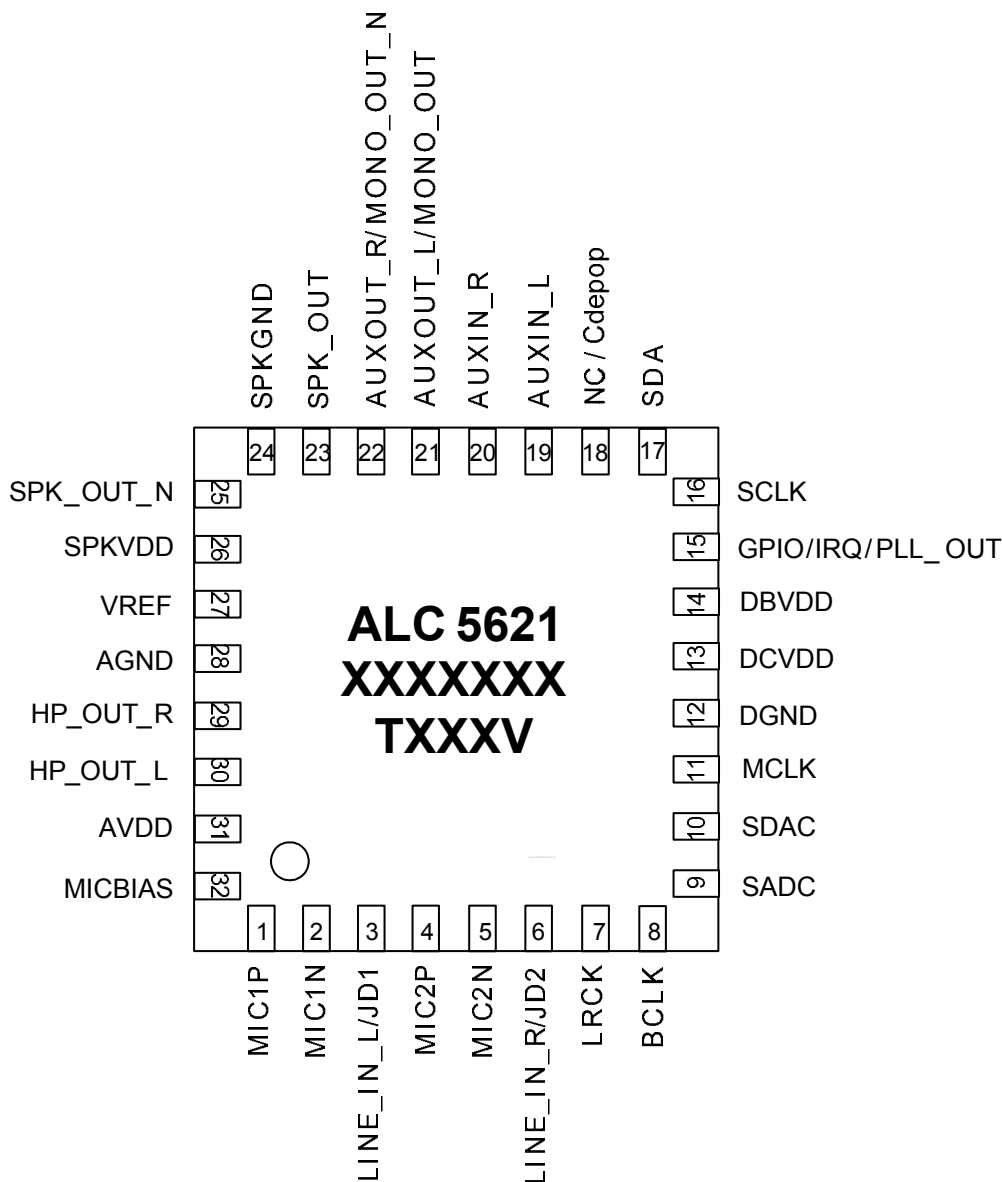 SPKGND
SPK_OUT
AUXOUT_R/MONO_OUT_N
AUXOUT_L/MONO_OUT
AUXIN_R
AUXIN_L
NC / Cdepop
SDA
24
23
22
21
20
19
18
17
SPK_OUT_N
25
SPKVDD
26
VREF
27
AGND
28
HP_OUT_R
29
HP_OUT_L
30
AVDD
31
MICBIAS
32
ALC 5621
XXXXXXX
TXXXV
16
SCLK
15
GPIO/IRQ/PLL_OUT
14
DBVDD
13
DCVDD
12
DGND
11
MCLK
10
SDAC
9
SADC
1
2
3
4
5
6
7
8
MIC1P
MIC1N
LINE_IN_L/JD1
MIC2P
MIC2N
LINE_IN_R/JD2
LRCK
BCLK